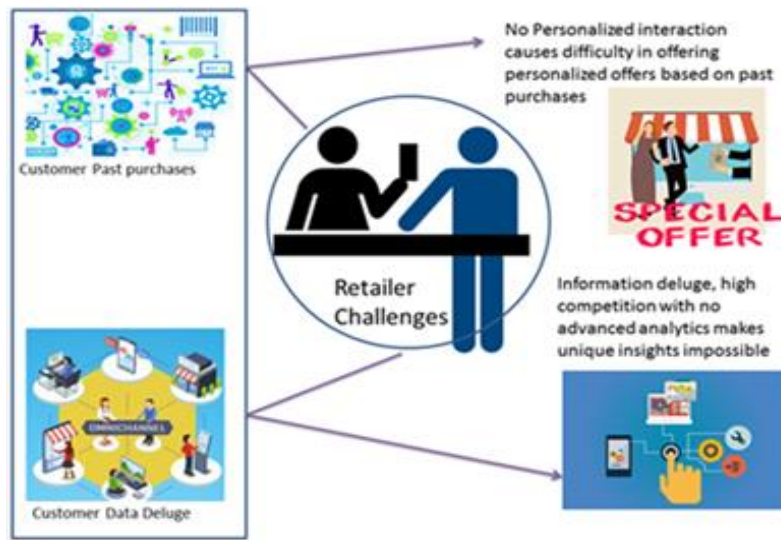 No Personalized interaction
causes difficulty in offering
personalized offers based on past
purchases
Customer Past purchases
SPECIAL
OFFER
Retailer
Challenges
Information deluge, high
competition with no
advanced analytics makes
unique insights impossible
OMNICHANNEL
Customer Data Deluge